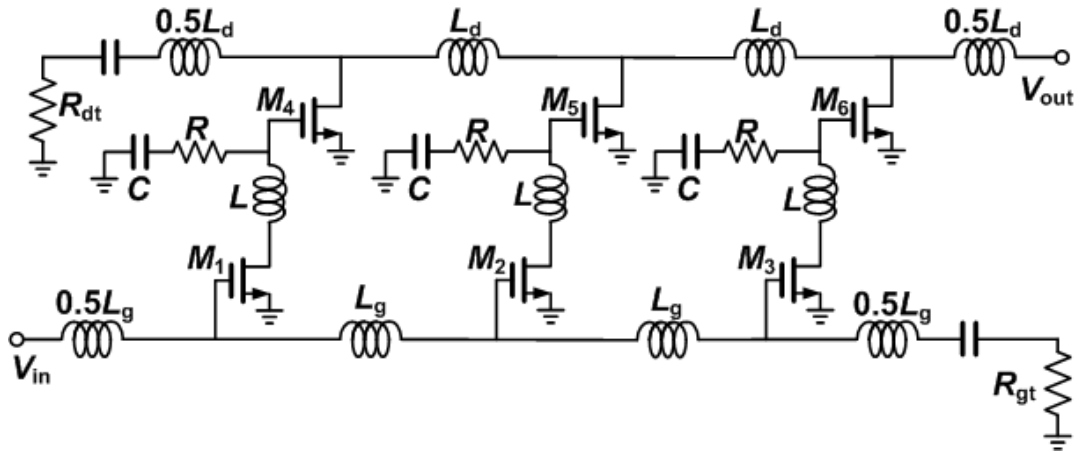 0.5Ld Ld Ld 0.5Ld
Rdt M4 M5 M6 Vout
R R R
C C C
L L L
M1 M2 M3
0.5Lg Lg Lg 0.5Lg
Vin
Rgt